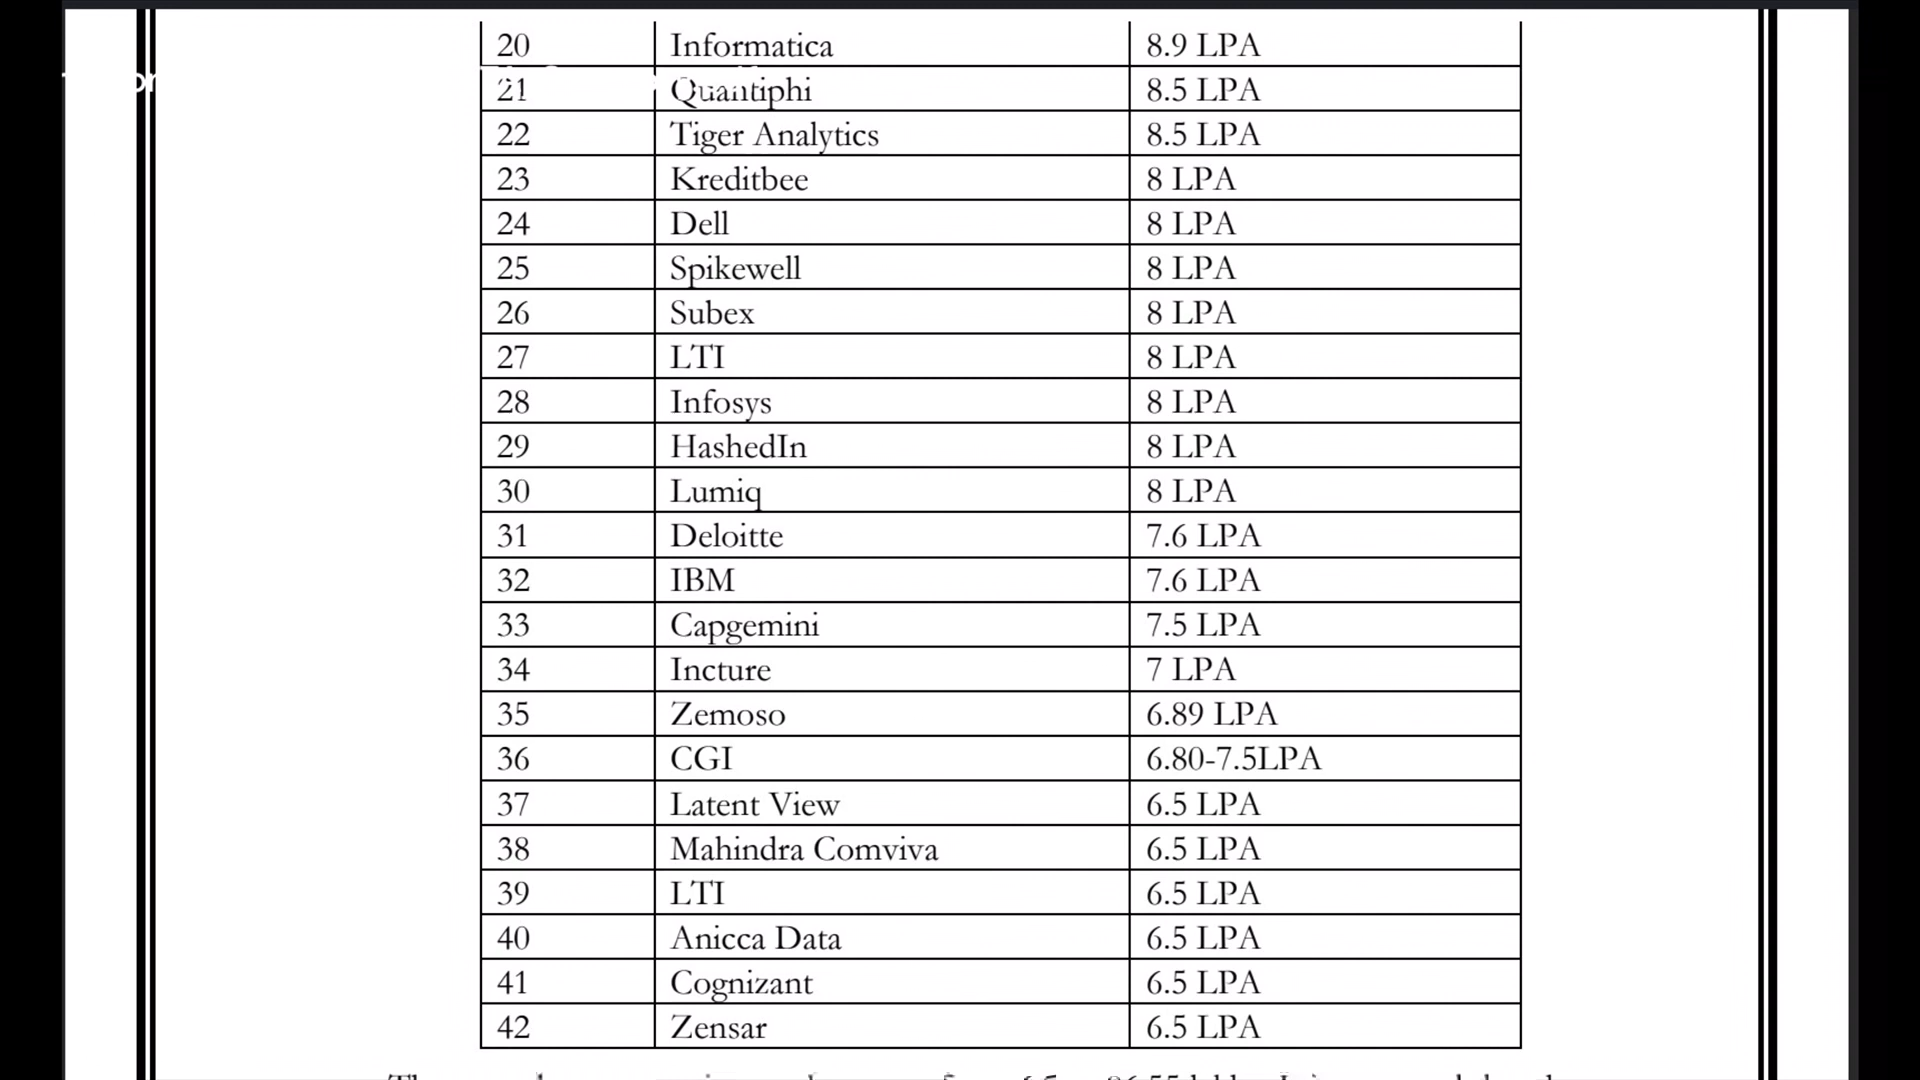 20 Informatica 8.9 LPA
21 Quantiphi 8.5 LPA
22 Tiger Analytics 8.5 LPA
23 Kreditbee 8 LPA
24 Dell 8 LPA
25 Spikewell 8 LPA
26 Subex 8 LPA
27 LTI 8 LPA
28 Infosys 8 LPA
29 HashedIn 8 LPA
30 Lumiq 8 LPA
31 Deloitte 7.6 LPA
32 IBM 7.6 LPA
33 Capgemini 7.5 LPA
34 Incture 7 LPA
35 Zemoso 6.89 LPA
36 CGI 6.80-7.5LPA
37 Latent View 6.5 LPA
38 Mahindra Comviva 6.5 LPA
39 LTI 6.5 LPA
40 Anicca Data 6.5 LPA
41 Cognizant 6.5 LPA
42 Zensar 6.5 LPA